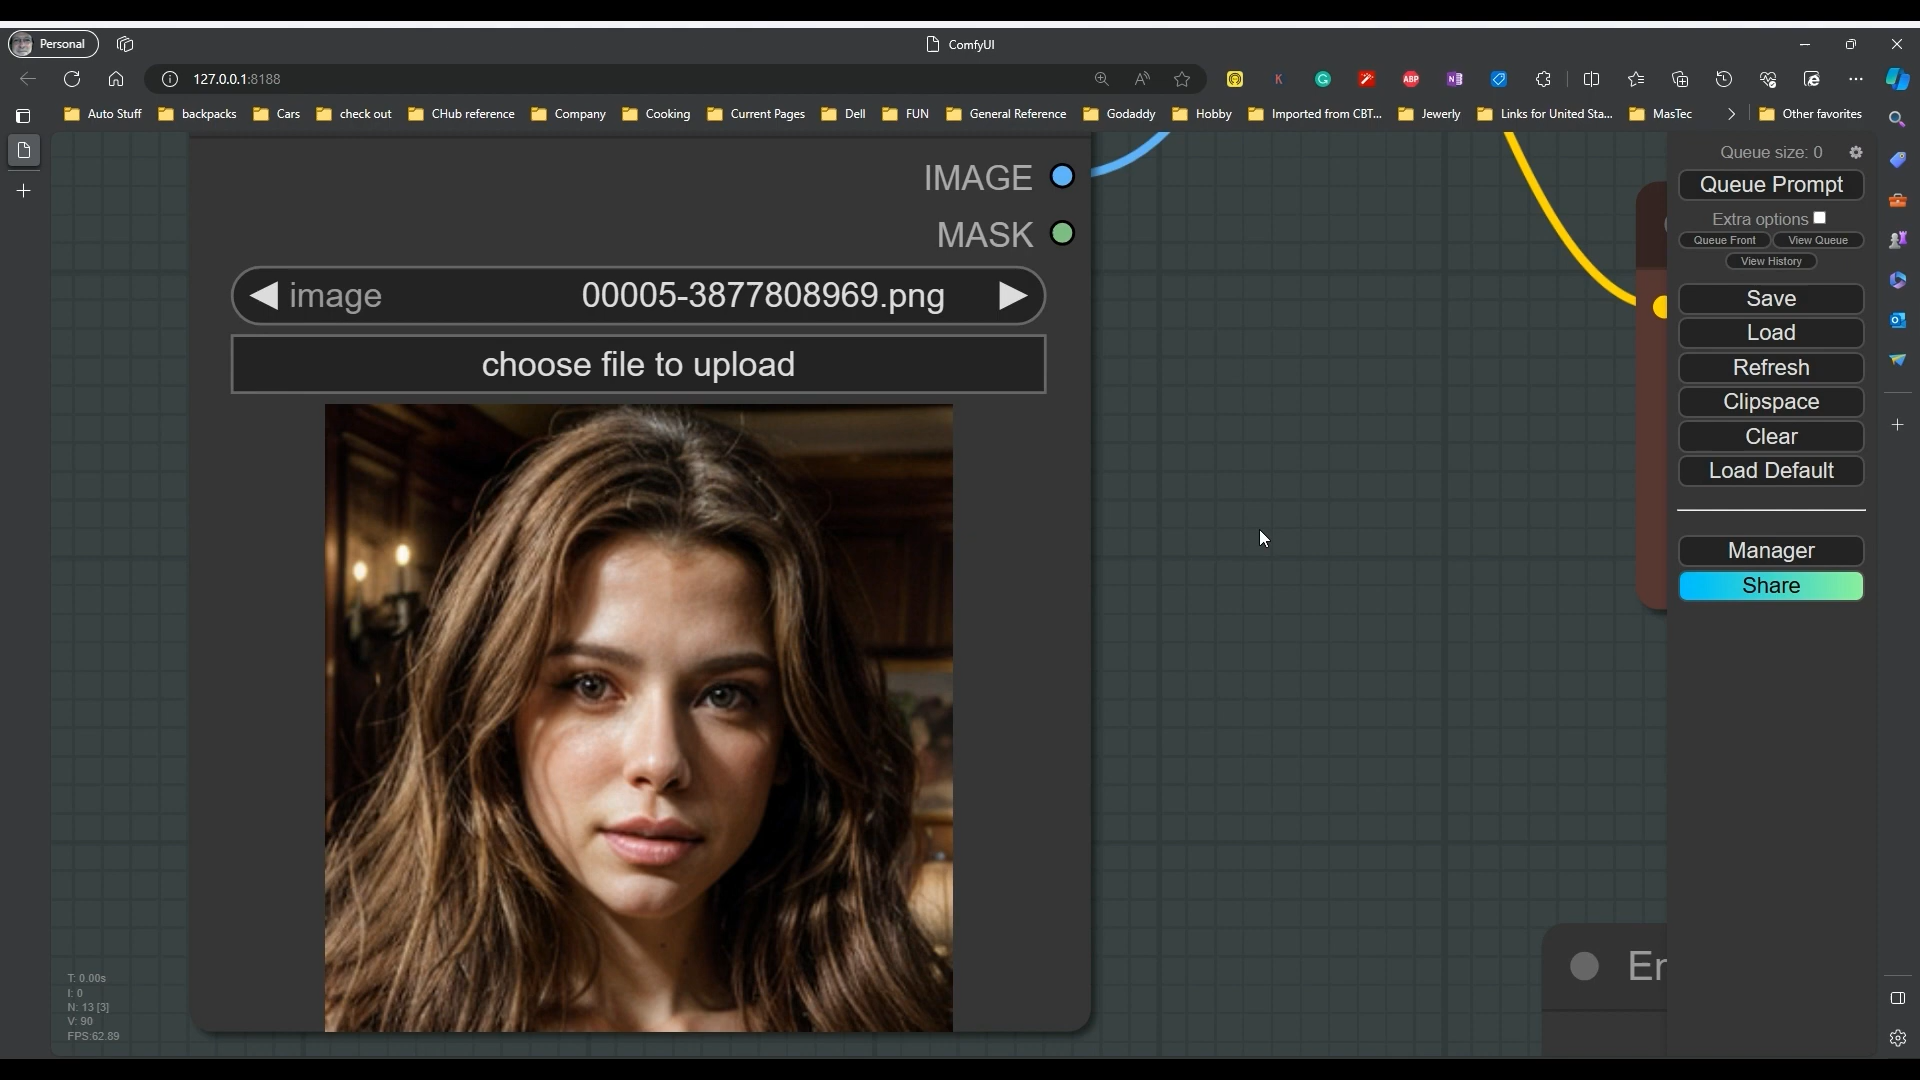 Personal
ComfyUI
127.0.0.1:8188
Auto Stuff backpacks Cars check out CHub reference Company Cooking Current Pages Dell FUN General Reference Godaddy Hobby Imported from CBT... Jewerly Links for United Sta... MasTec Other favorites
IMAGE
MASK
image 00005-3877808969.png
choose file to upload
Queue size: 0
Queue Prompt
Extra options
Queue Front View Queue
View History
Save
Load
Refresh
Clipspace
Clear
Load Default
Manager
Share
Er
T: 0.00s
I: 0
N: 13 [3]
V: 90
FPS:62.89